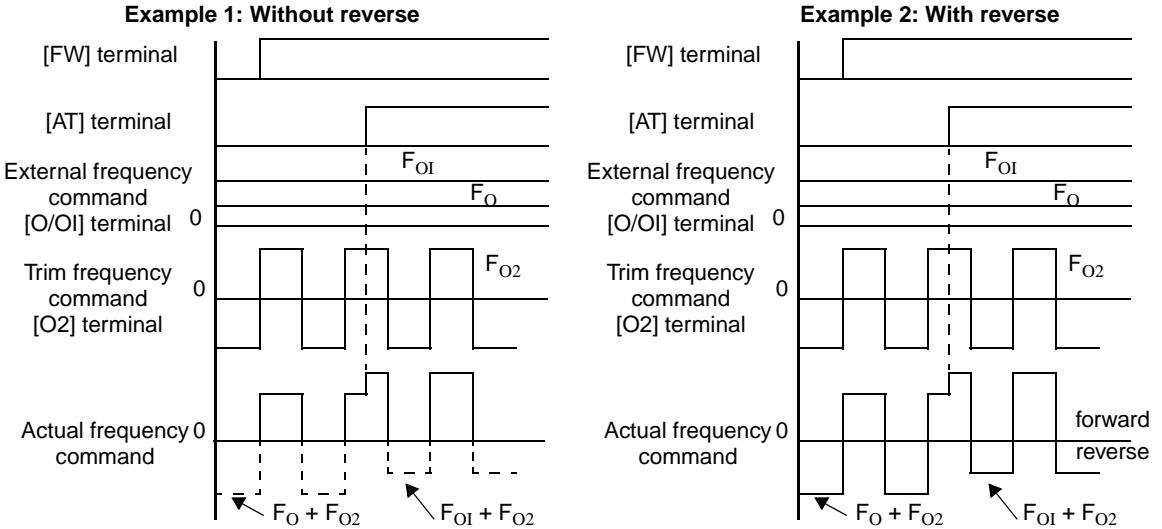 Example 1: Without reverse
[FW] terminal
[AT] terminal
External frequency
command
[O/OI] terminal
0
F_OI
F_O
Trim frequency
command
[O2] terminal
0
F_O2
Actual frequency
command
0
F_O + F_O2
F_OI + F_O2
Example 2: With reverse
[FW] terminal
[AT] terminal
External frequency
command
[O/OI] terminal
0
F_OI
F_O
Trim frequency
command
[O2] terminal
0
F_O2
Actual frequency
command
0
forward
reverse
F_O + F_O2
F_OI + F_O2